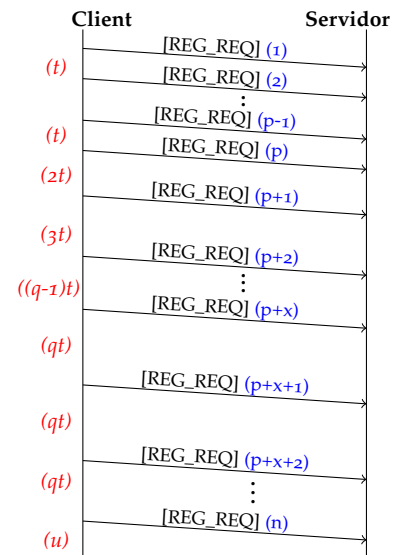 Client Servidor
[REG_REQ] (1)
(t)
[REG_REQ] (2)
[REG_REQ] (p-1)
(t)
[REG_REQ] (p)
(2t)
[REG_REQ] (p+1)
(3t)
[REG_REQ] (p+2)
((q-1)t)
[REG_REQ] (p+x)
(qt)
[REG_REQ] (p+x+1)
(qt)
[REG_REQ] (p+x+2)
(qt)
[REG_REQ] (n)
(u)